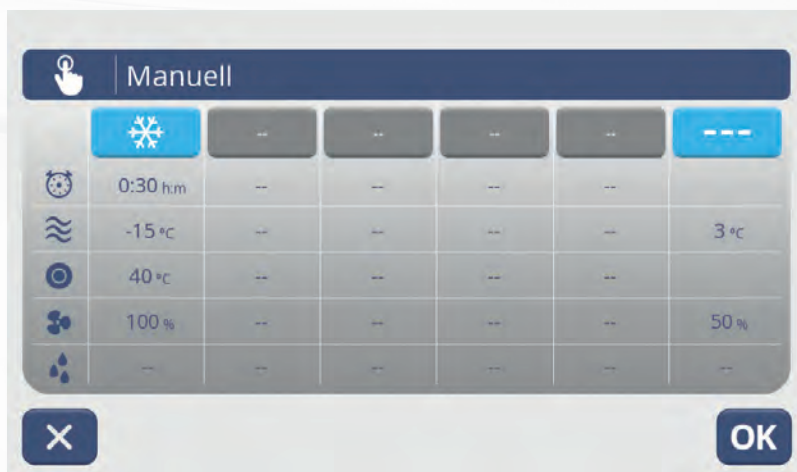 Manuell
-- -- -- -- ---
0:30 h:m -- -- -- --
-15 °C -- -- -- -- 3 °C
40 °C -- -- -- --
100 % -- -- -- -- 50 %
-- -- -- -- -- --
OK